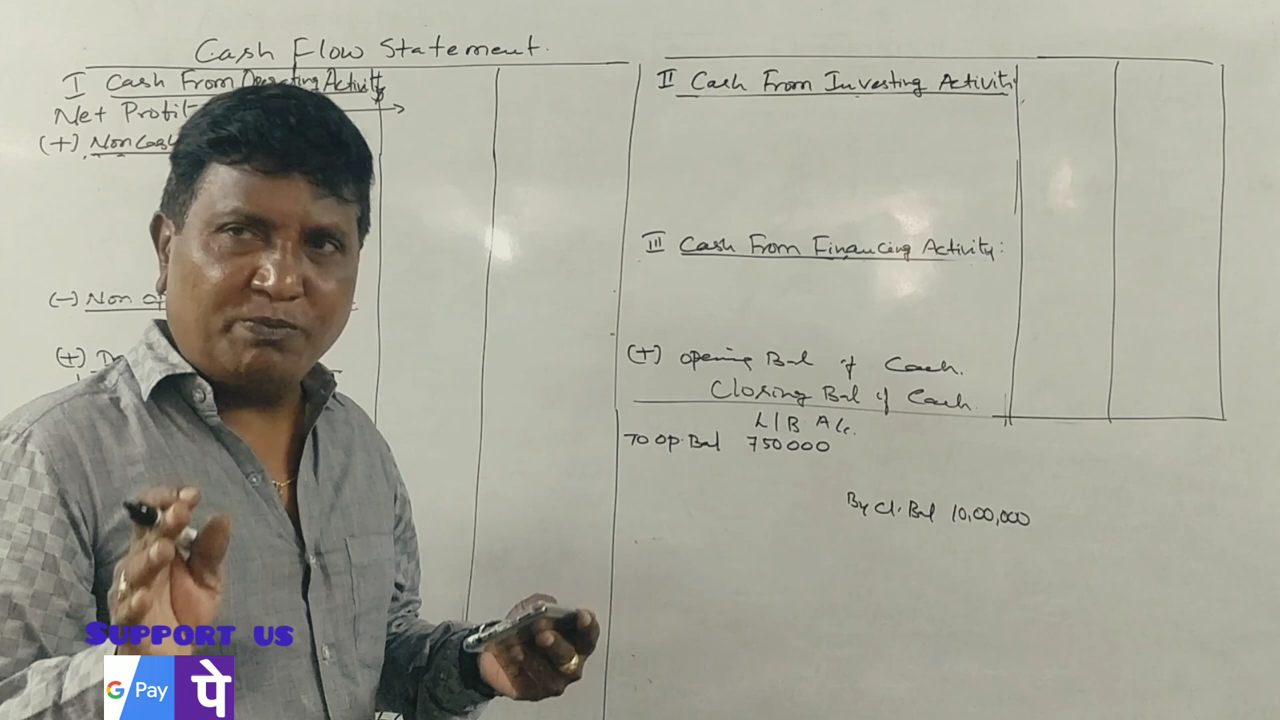 Cash Flow Statement.
I Cash From Operating Activity
Net Profit
(+) Non Cash
(-) Non
(+)
II Cash From Investing Activity
III Cash From Financing Activity:
(+) opening Bal of Cash.
Closing Bal of Cash.
L/B A/c.
To op. Bal 750000
By Cl. Bal 10,00,000
Support us
G Pay पे